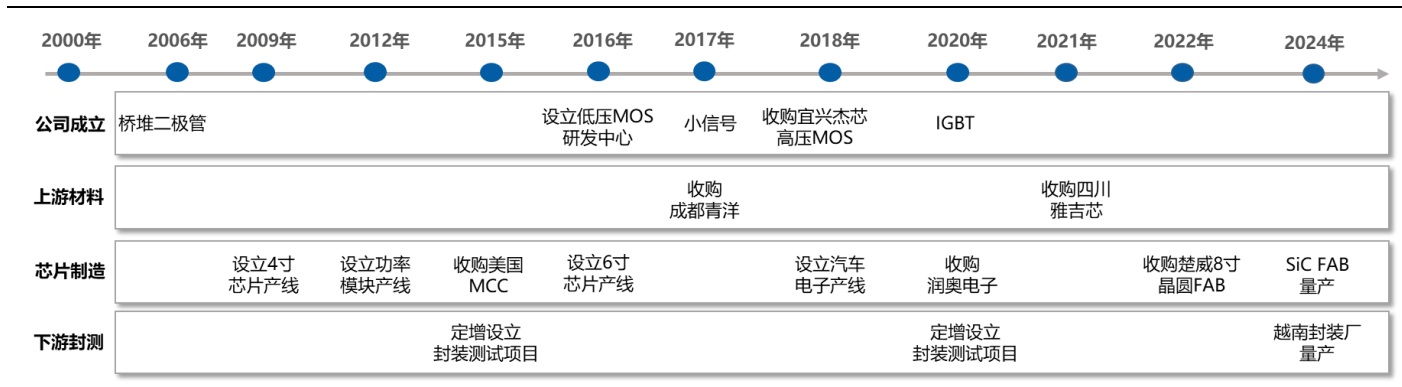 2000年 2006年 2009年 2012年 2015年 2016年 2017年 2018年 2020年 2021年 2022年 2024年
公司成立
桥堆二极管
设立低压MOS
研发中心
小信号
收购宜兴杰芯
高压MOS
IGBT
上游材料
收购
成都青洋
收购四川
雅吉芯
芯片制造
设立4寸
芯片产线
设立功率
模块产线
收购美国
MCC
设立6寸
芯片产线
设立汽车
电子产线
收购
润奥电子
收购楚威8寸
晶圆FAB
SiC FAB
量产
下游封测
定增设立
封装测试项目
定增设立
封装测试项目
越南封装厂
量产